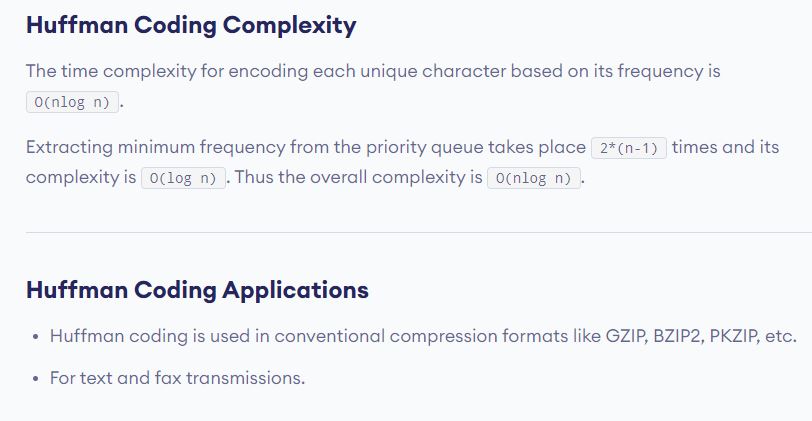 Huffman Coding Complexity
The time complexity for encoding each unique character based on its frequency is
O(nlog n).
Extracting minimum frequency from the priority queue takes place 2*(n-1) times and its
complexity is O(log n). Thus the overall complexity is O(nlog n).
Huffman Coding Applications
• Huffman coding is used in conventional compression formats like GZIP, BZIP2, PKZIP, etc.
• For text and fax transmissions.